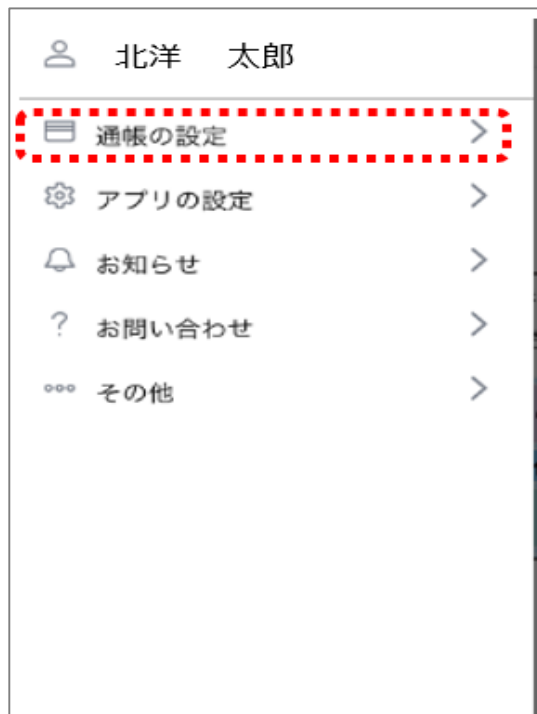 北洋 太郎
通帳の設定
アプリの設定
お知らせ
? お問い合わせ
その他